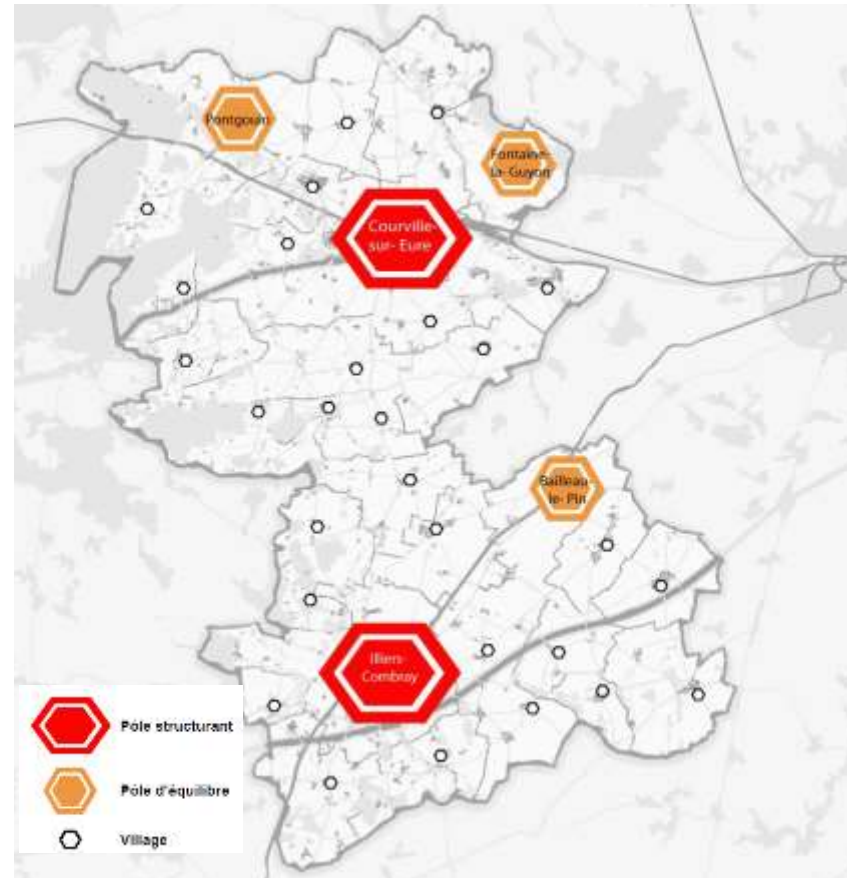 Pontgouin
Fontaine-
la- Guyon
Courville-
sur- Eure
Bailleau-
le- Pin
Illiers-
Combray
Pôle structurant
Pôle d'équilibre
Village